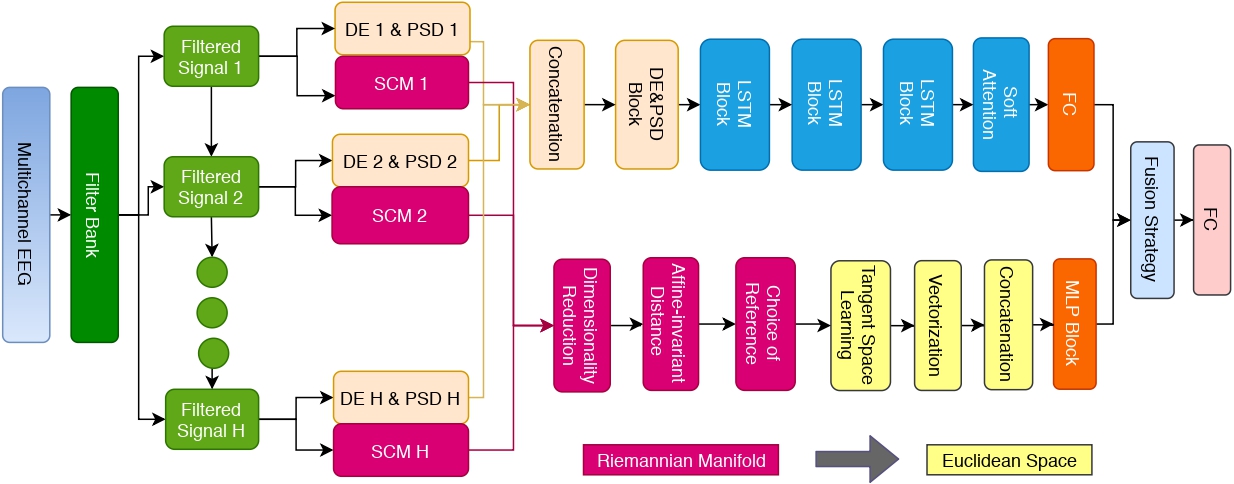 Multichannel EEG
Filter Bank
Filtered
Signal 1
Filtered
Signal 2
Filtered
Signal H
DE 1 & PSD 1
SCM 1
DE 2 & PSD 2
SCM 2
DE H & PSD H
SCM H
Concatenation
DE&PSD
Block
LSTM
Block
LSTM
Block
LSTM
Block
Soft
Attention
FC
Dimensionality
Reduction
Affine-invariant
Distance
Choice of
Reference
Tangent Space
Learning
Vectorization
Concatenation
MLP Block
Fusion Strategy
FC
Riemannian Manifold
Euclidean Space